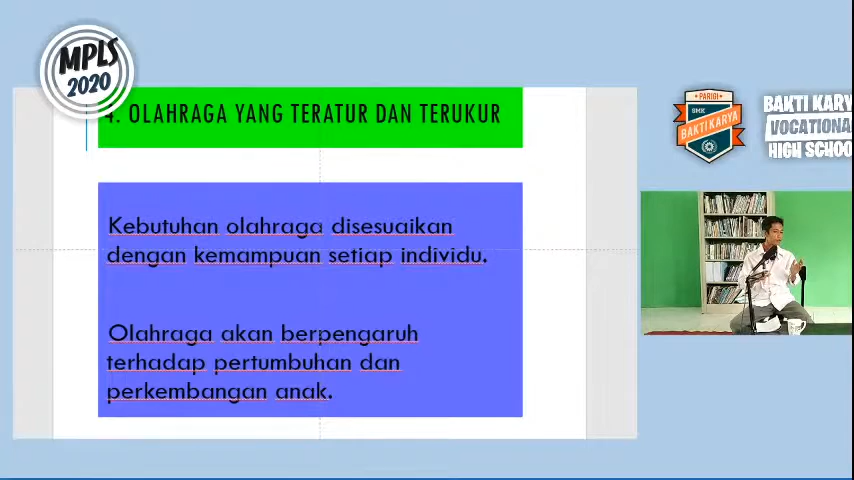 MPLS
2020
4. OLAHRAGA YANG TERATUR DAN TERUKUR
Kebutuhan olahraga disesuaikan
dengan kemampuan setiap individu.
Olahraga akan berpengaruh
terhadap pertumbuhan dan
perkembangan anak.
PARIGI
SMK
BAKTI KARYA
BAKTI KARY
VOCATIONA
HIGH SCHOO